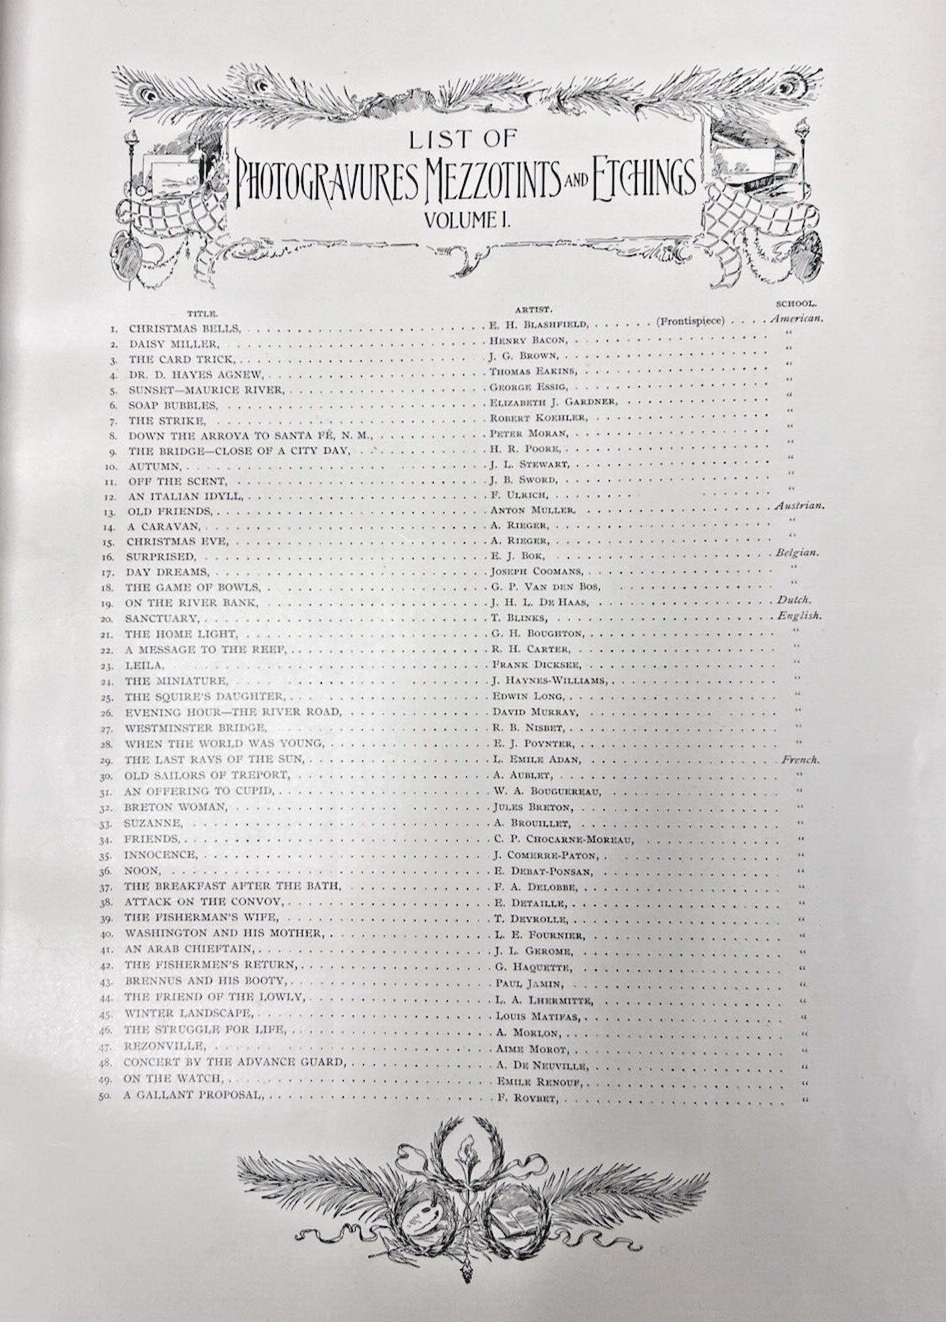 LIST OF
PHOTOGRAVURES MEZZOTINTS AND ETCHINGS
VOLUME I.
TITLE. ARTIST. SCHOOL.
1. CHRISTMAS BELLS, . . . . E. H. BLASHFIELD, . . . . (Frontispiece) . . . . American.
2. DAISY MILLER, . . . . HENRY BACON, . . . . "
3. THE CARD TRICK, . . . . J. G. BROWN, . . . . "
4. DR. D. HAYES AGNEW, . . . . THOMAS EAKINS, . . . . "
5. SUNSET—MAURICE RIVER, . . . . GEORGE ESSIG, . . . . "
6. SOAP BUBBLES, . . . . ELIZABETH J. GARDNER, . . . . "
7. THE STRIKE, . . . . ROBERT KOEHLER, . . . . "
8. DOWN THE ARROYA TO SANTA FÉ, N. M., . . . . PETER MORAN, . . . . "
9. THE BRIDGE—CLOSE OF A CITY DAY, . . . . H. R. POORE, . . . . "
10. AUTUMN, . . . . J. L. STEWART, . . . . "
11. OFF THE SCENT, . . . . J. B. SWORD, . . . . "
12. AN ITALIAN IDYLL, . . . . F. ULRICH, . . . . "
13. OLD FRIENDS, . . . . ANTON MULLER, . . . . Austrian.
14. A CARAVAN, . . . . A. RIEGER, . . . . "
15. CHRISTMAS EVE, . . . . A. RIEGER, . . . . "
16. SURPRISED, . . . . E. J. BOK, . . . . Belgian.
17. DAY DREAMS, . . . . JOSEPH COOMANS, . . . . "
18. THE GAME OF BOWLS, . . . . G. P. VAN DEN BOS, . . . . "
19. ON THE RIVER BANK, . . . . J. H. L. DE HAAS, . . . . Dutch.
20. SANCTUARY, . . . . T. BLINKS, . . . . English.
21. THE HOME LIGHT, . . . . G. H. BOUGHTON, . . . . "
22. A MESSAGE TO THE REEF, . . . . R. H. CARTER, . . . . "
23. LEILA, . . . . FRANK DICKSEE, . . . . "
24. THE MINIATURE, . . . . J. HAYNES-WILLIAMS, . . . . "
25. THE SQUIRE'S DAUGHTER, . . . . EDWIN LONG, . . . . "
26. EVENING HOUR—THE RIVER ROAD, . . . . DAVID MURRAY, . . . . "
27. WESTMINSTER BRIDGE, . . . . R. B. NISBET, . . . . "
28. WHEN THE WORLD WAS YOUNG, . . . . E. J. POYNTER, . . . . "
29. THE LAST RAYS OF THE SUN, . . . . L. EMILE ADAN, . . . . French.
30. OLD SAILORS OF TREPORT, . . . . A. AUBLET, . . . . "
31. AN OFFERING TO CUPID, . . . . W. A. BOUGUEREAU, . . . . "
32. BRETON WOMAN, . . . . JULES BRETON, . . . . "
33. SUZANNE, . . . . A. BROUILLET, . . . . "
34. FRIENDS, . . . . C. P. CHOCARNE-MOREAU, . . . . "
35. INNOCENCE, . . . . J. COMERRE-PATON, . . . . "
36. NOON, . . . . E. DEBAT-PONSAN, . . . . "
37. THE BREAKFAST AFTER THE BATH, . . . . F. A. DELOBBE, . . . . "
38. ATTACK ON THE CONVOY, . . . . E. DETAILLE, . . . . "
39. THE FISHERMAN'S WIFE, . . . . T. DEYROLLE, . . . . "
40. WASHINGTON AND HIS MOTHER, . . . . L. E. FOURNIER, . . . . "
41. AN ARAB CHIEFTAIN, . . . . J. L. GEROME, . . . . "
42. THE FISHERMEN'S RETURN, . . . . G. HAQUETTE, . . . . "
43. BRENNUS AND HIS BOOTY, . . . . PAUL JAMIN, . . . . "
44. THE FRIEND OF THE LOWLY, . . . . L. A. LHERMITTE, . . . . "
45. WINTER LANDSCAPE, . . . . LOUIS MATIFAS, . . . . "
46. THE STRUGGLE FOR LIFE, . . . . A. MORLON, . . . . "
47. REZONVILLE, . . . . AIME MOROT, . . . . "
48. CONCERT BY THE ADVANCE GUARD, . . . . A. DE NEUVILLE, . . . . "
49. ON THE WATCH, . . . . EMILE RENOUF, . . . . "
50. A GALLANT PROPOSAL, . . . . F. ROYBET, . . . . "